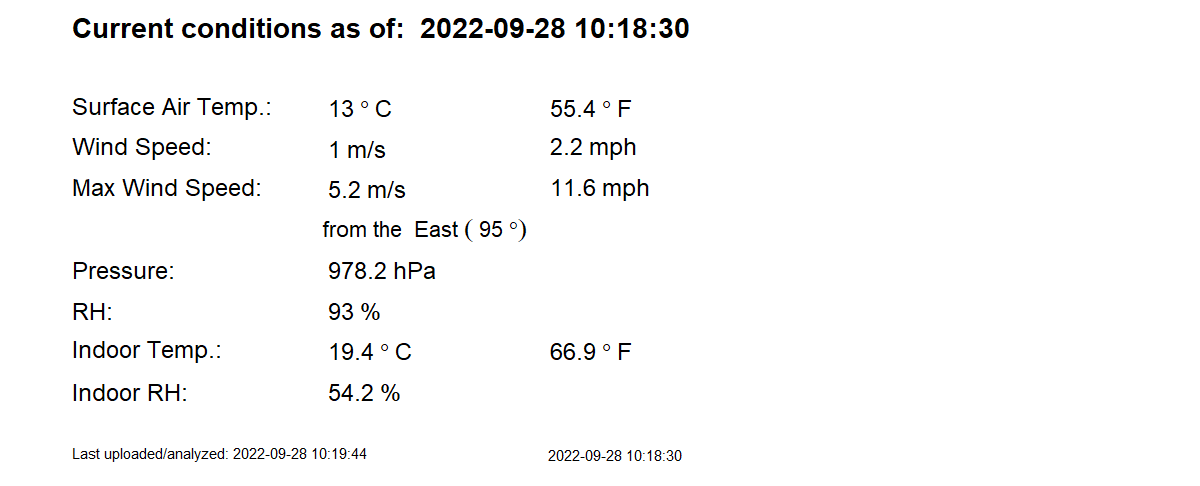 Current conditions as of: 2022-09-28 10:18:30
Surface Air Temp.: 13 ° C 55.4 ° F
Wind Speed: 1 m/s 2.2 mph
Max Wind Speed: 5.2 m/s 11.6 mph
from the East ( 95 °)
Pressure: 978.2 hPa
RH: 93 %
Indoor Temp.: 19.4 ° C 66.9 ° F
Indoor RH: 54.2 %
Last uploaded/analyzed: 2022-09-28 10:19:44 2022-09-28 10:18:30